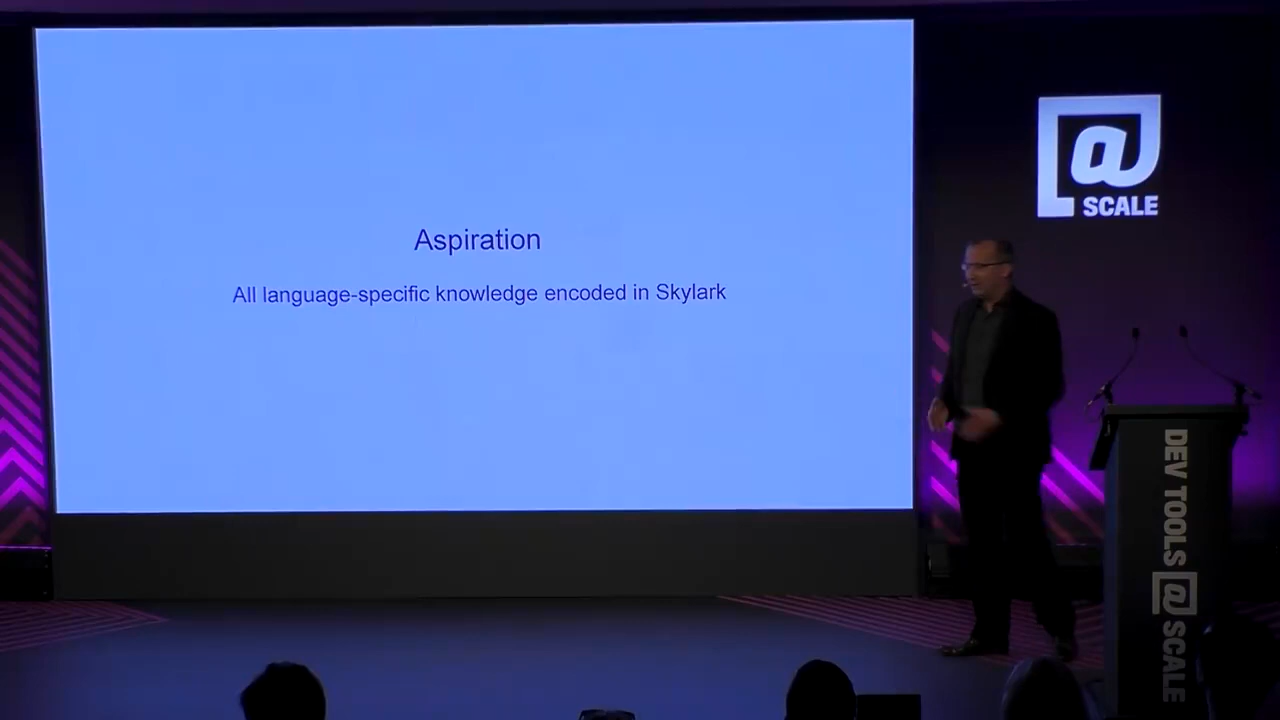 Aspiration
All language-specific knowledge encoded in Skylark
@
SCALE
DEV TOOLS @ SCALE